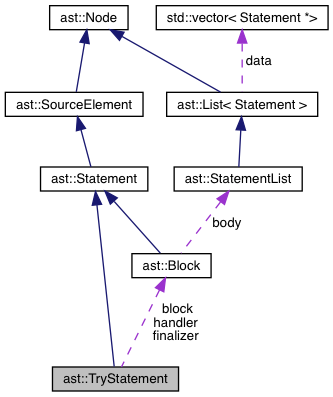 ast::Node
std::vector< Statement *>
data
ast::SourceElement
ast::List< Statement >
ast::Statement
ast::StatementList
body
ast::Block
block
handler
finalizer
ast::TryStatement